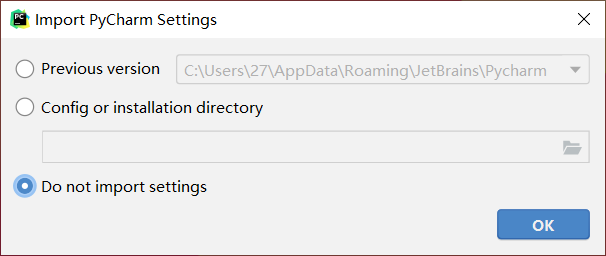 PC
Import PyCharm Settings
Previous version C:\Users\27\AppData\Roaming\JetBrains\Pycharm
Config or installation directory
Do not import settings
OK